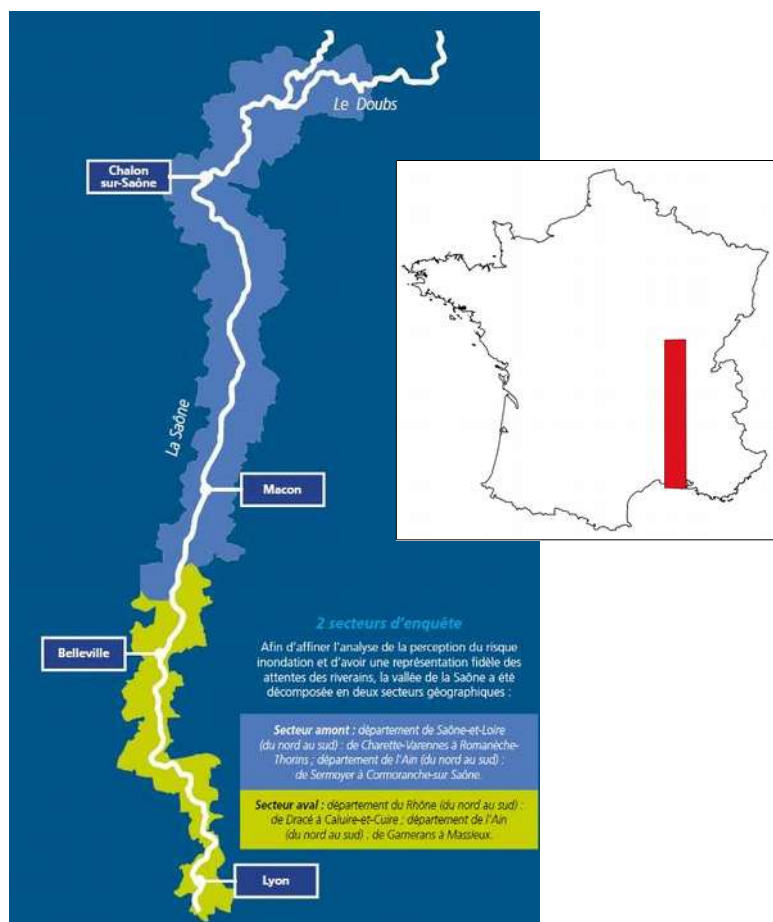 Le Doubs
Chalon
sur-Saône
La Saône
Macon
Belleville
2 secteurs d'enquête
Afin d'affiner l'analyse de la perception du risque
inondation et d'avoir une représentation fidèle des
attentes des riverains, la vallée de la Saône a été
décomposée en deux secteurs géographiques :
Secteur amont : département de Saône-et-Loire
(du nord au sud) : de Charette-Varennes à Romanèche-
Thorins ; département de l'Ain (du nord au sud) :
de Sermoyer à Cormoranche-sur Saône.
Secteur aval : département du Rhône (du nord au sud) :
de Dracé à Caluire-et-Cuire ; département de l'Ain
(du nord au sud) : de Garnerans à Massieux.
Lyon